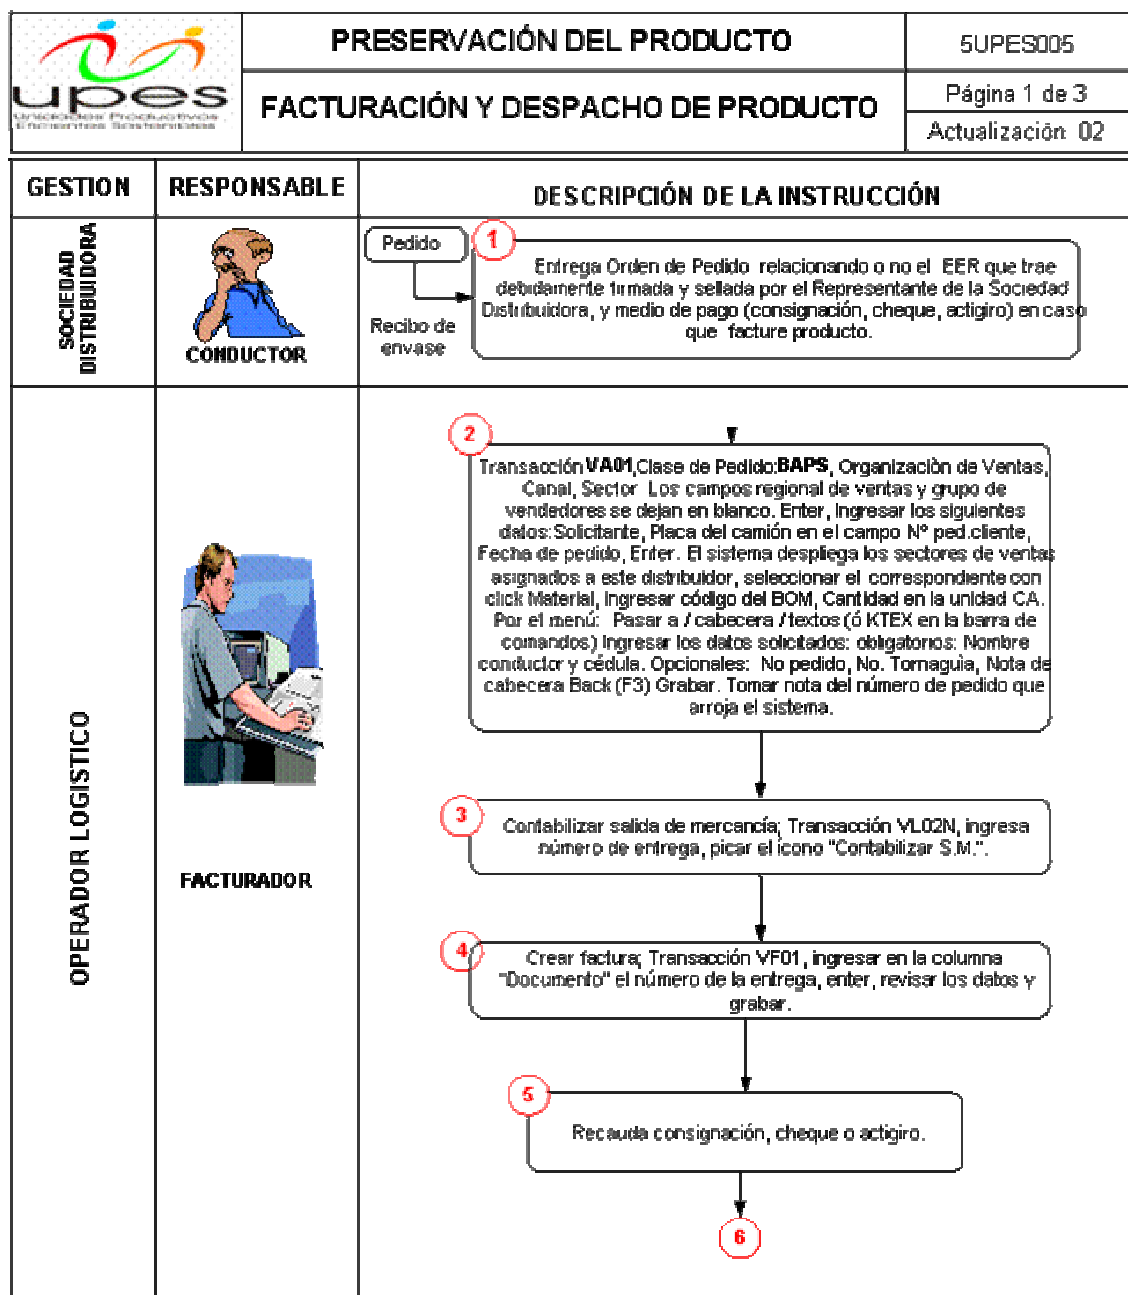 upes
Unidades Productivas
Eficientes Sostenibles
PRESERVACIÓN DEL PRODUCTO
5UPES005
FACTURACIÓN Y DESPACHO DE PRODUCTO
Página 1 de 3
Actualización 02
GESTION
RESPONSABLE
DESCRIPCIÓN DE LA INSTRUCCIÓN
SOCIEDAD
DISTRIBUIDORA
CONDUCTOR
Pedido
Recibo de
envase
1
Entrega Orden de Pedido relacionando o no el EER que trae
debidamente firmada y sellada por el Representante de la Sociedad
Distribuidora, y medio de pago (consignación, cheque, actigiro) en caso
que facture producto.
OPERADOR LOGISTICO
FACTURADOR
2
Transacción VA01,Clase de Pedido:BAPS, Organizaciòn de Ventas,
Canal, Sector Los campos regional de ventas y grupo de
vendedores se dejan en blanco. Enter, Ingresar los siguientes
datos:Solicitante, Placa del camión en el campo Nº ped.cliente,
Fecha de pedido, Enter. El sistema despliega los sectores de ventas
asignados a este distribuidor, seleccionar el correspondiente con
click Material, Ingresar código del BOM, Cantidad en la unidad CA.
Por el menú: Pasar a / cabecera / textos (ó KTEX en la barra de
comandos) Ingresar los datos solicitados: obligatorios: Nombre
conductor y cédula. Opcionales: No pedido, No. Tornaguìa, Nota de
cabecera Back (F3) Grabar. Tomar nota del número de pedido que
arroja el sistema.
3
Contabilizar salida de mercancía; Transacción VL02N, ingresa
número de entrega, picar el ícono "Contabilizar S.M.".
4
Crear factura; Transacción VF01, ingresar en la columna
"Documento" el número de la entrega, enter, revisar los datos y
grabar.
5
Recauda consignación, cheque o actigiro.
6